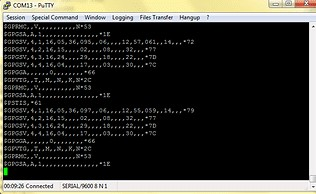 COM13 - PuTTY
Session Special Command Window Logging Files Transfer Hangup ?
$GPRMC,,V,,,,,,,,,,N*53
$GPGSA,A,1,,,,,,,,,,,,,,,*1E
$GPGSV,4,1,16,05,36,095,,06,,,,12,57,061,14,,,,*72
$GPGSV,4,2,16,15,,,,29,,,,08,,,,32,,,,*77
$GPGSV,4,3,16,24,,,,29,,,,18,,,,22,,,,*7D
$GPGSV,4,4,16,04,,,,17,,,,03,,,,30,,,,*7C
$GPGGA,,,,,,0,,,,,,,,*66
$GPVTG,,T,,M,,N,,K,N*2C
$GPRMC,,V,,,,,,,,,,N*53
$GPGSA,A,1,,,,,,,,,,,,,,,*1E
$PSTIS,*61
$GPGSV,4,1,16,05,36,097,,06,,,,12,55,059,,14,,,,*79
$GPGSV,4,2,16,15,,,,02,,,,08,,,,32,,,,*77
$GPGSV,4,3,16,24,,,,29,,,,18,,,,22,,,,*7D
$GPGSV,4,4,16,04,,,,17,,,,03,,,,30,,,,*7C
$GPGGA,,,,,,0,,,,,,,,*66
$GPVTG,,T,,M,,N,,K,N*2C
$GPRMC,,V,,,,,,,,,,N*53
$GPGSA,A,1,,,,,,,,,,,,,,,*1E
00:09:26 Connected SERIAL/9600 8 N 1